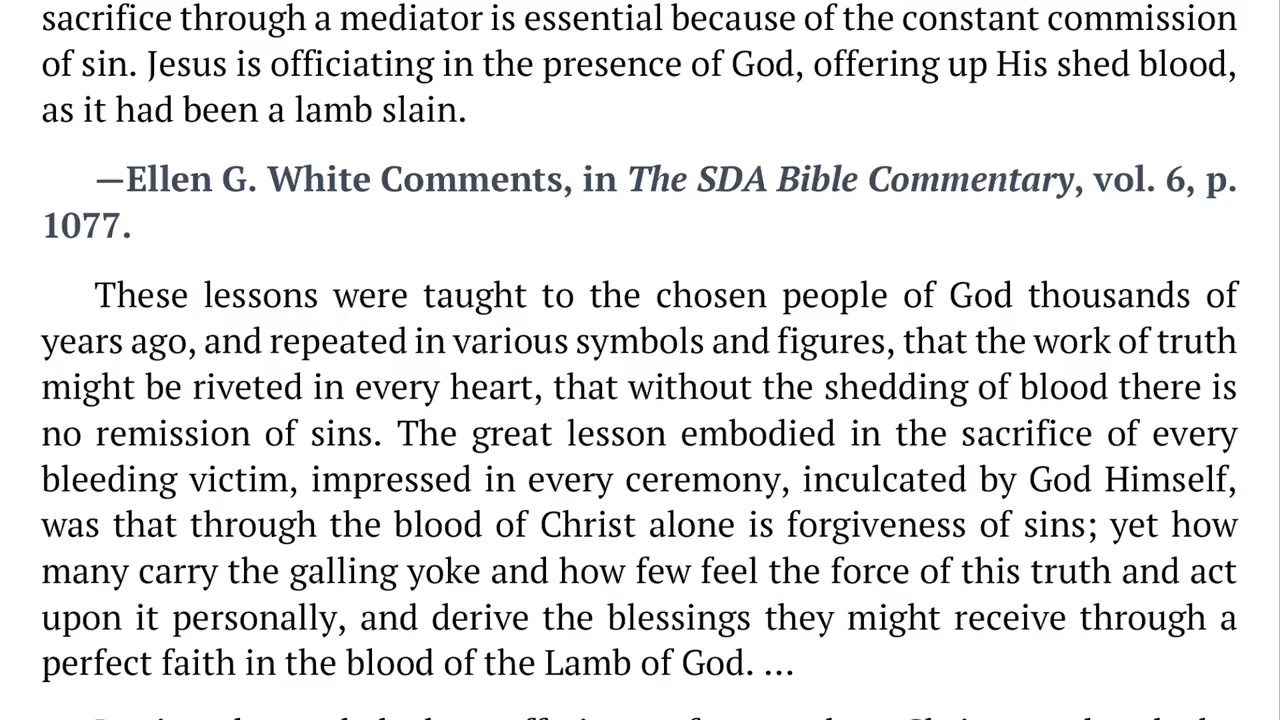 sacrifice through a mediator is essential because of the constant commission
of sin. Jesus is officiating in the presence of God, offering up His shed blood,
as it had been a lamb slain.
—Ellen G. White Comments, in The SDA Bible Commentary, vol. 6, p.
1077.
These lessons were taught to the chosen people of God thousands of
years ago, and repeated in various symbols and figures, that the work of truth
might be riveted in every heart, that without the shedding of blood there is
no remission of sins. The great lesson embodied in the sacrifice of every
bleeding victim, impressed in every ceremony, inculcated by God Himself,
was that through the blood of Christ alone is forgiveness of sins; yet how
many carry the galling yoke and how few feel the force of this truth and act
upon it personally, and derive the blessings they might receive through a
perfect faith in the blood of the Lamb of God. ...